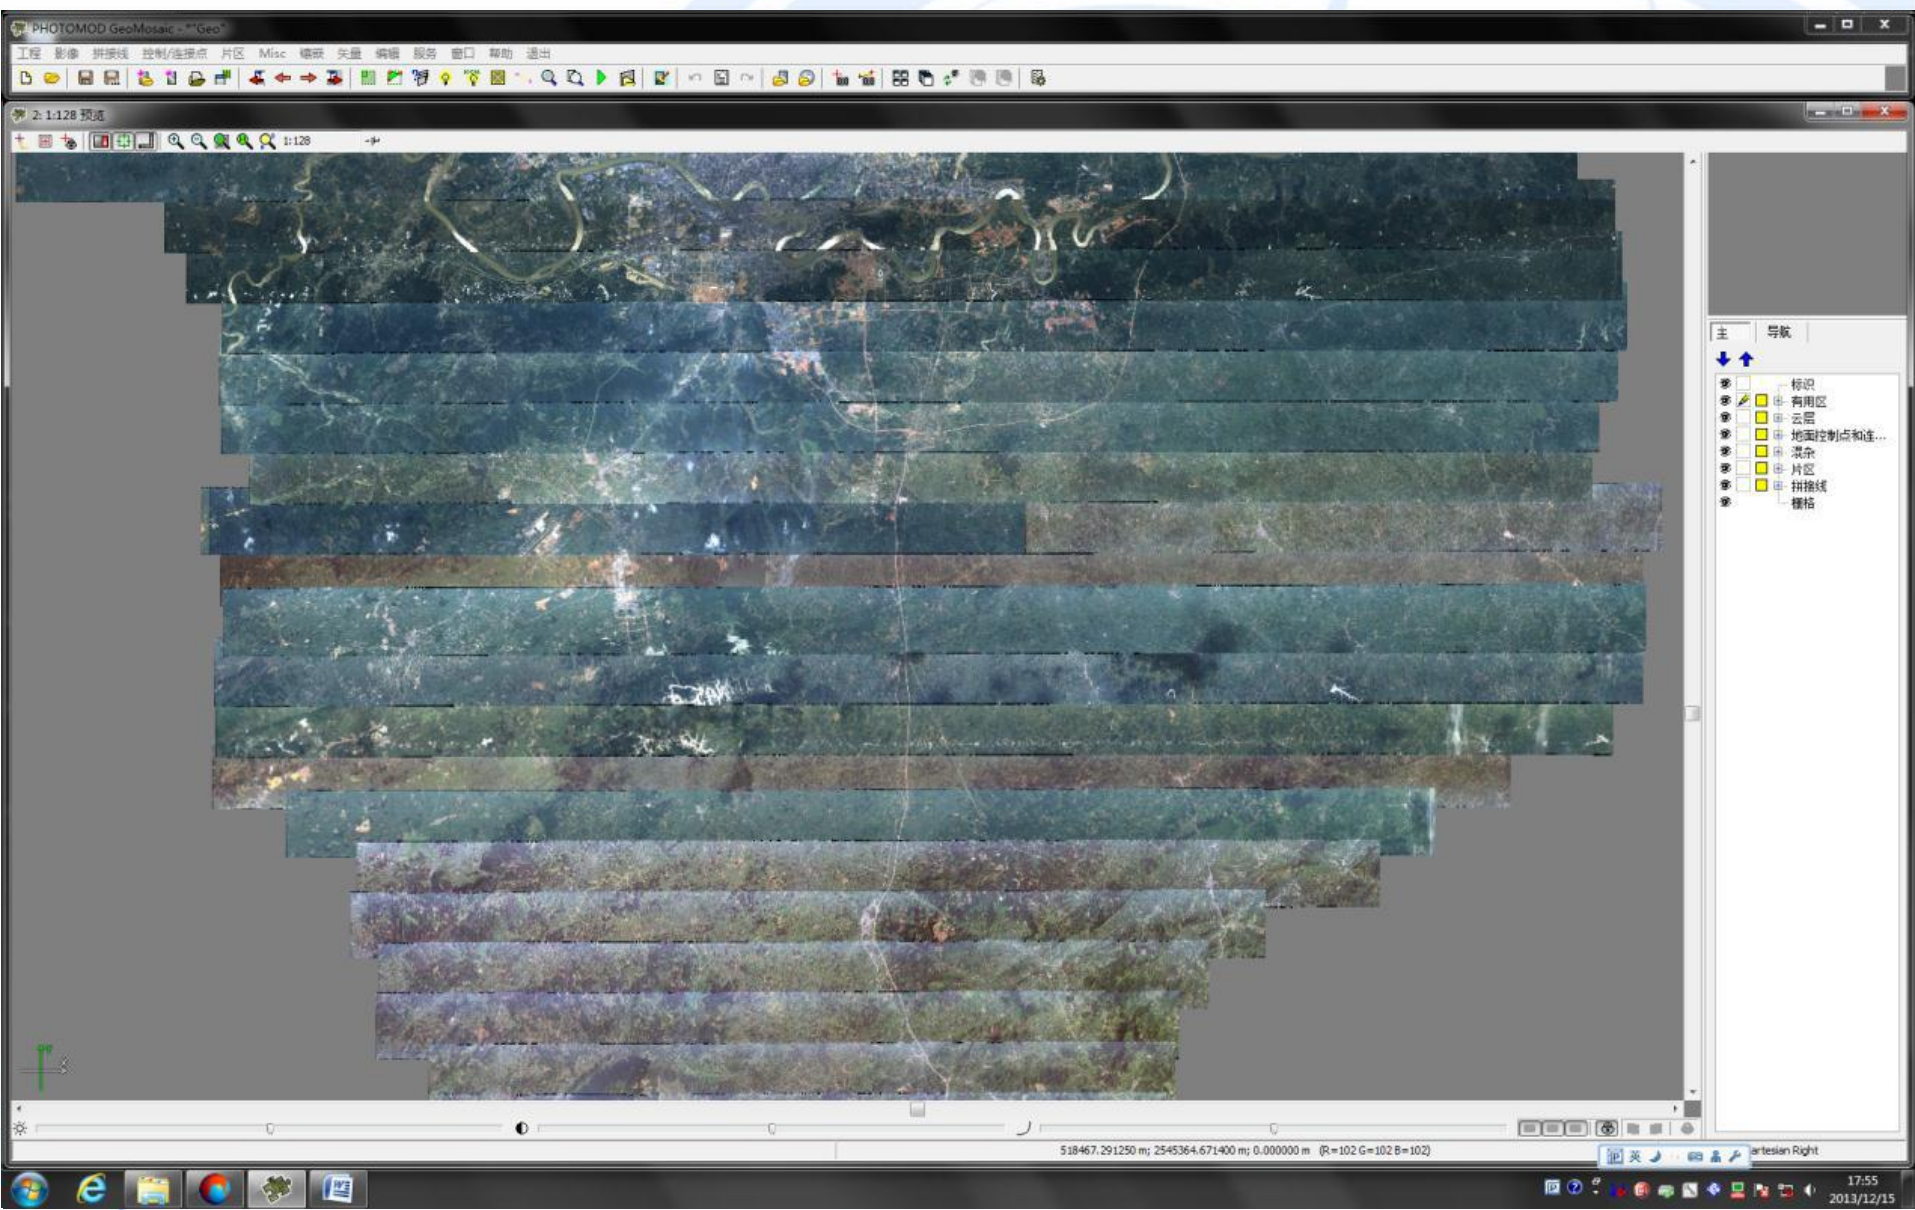 PHOTOMOD GeoMosaic - *"Geo"
工程 影像 拼接线 控制/连接点 片区 Misc 镶嵌 矢量 编辑 服务 窗口 帮助 退出
2: 1:128 预览
1:128
主 导航
标识
有用区
云层
地面控制点和连...
混杂
片区
拼接线
栅格
518467.291250 m; 2545364.671400 m; 0.000000 m (R=102 G=102 B=102)
英
artesian Right
17:55
2013/12/15